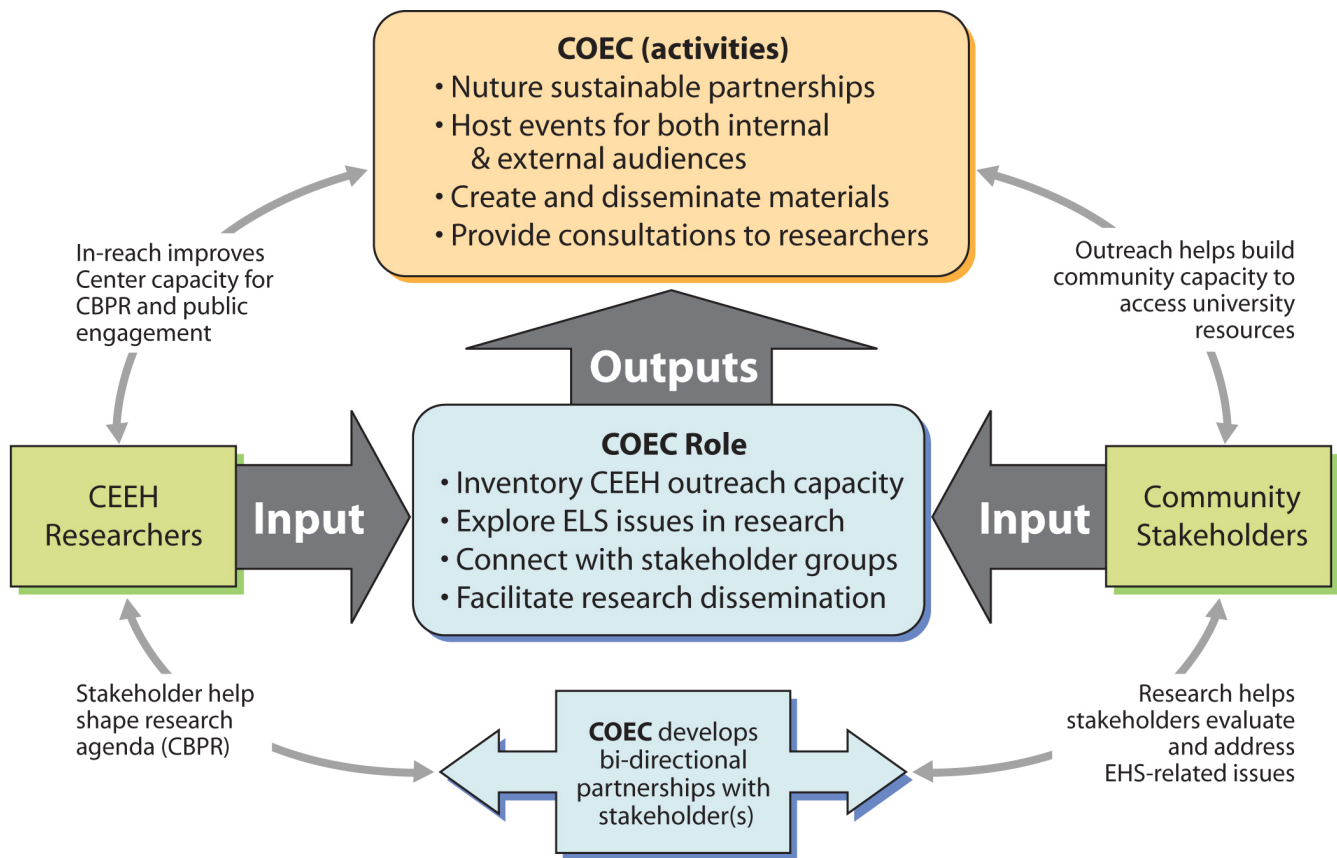 COEC (activities)
• Nuture sustainable partnerships
• Host events for both internal
& external audiences
• Create and disseminate materials
• Provide consultations to researchers
In-reach improves
Center capacity for
CBPR and public
engagement
Outreach helps build
community capacity to
access university
resources
Outputs
CEEH
Researchers
Input
COEC Role
• Inventory CEEH outreach capacity
• Explore ELS issues in research
• Connect with stakeholder groups
• Facilitate research dissemination
Input
Community
Stakeholders
Stakeholder help
shape research
agenda (CBPR)
COEC develops
bi-directional
partnerships with
stakeholder(s)
Research helps
stakeholders evaluate
and address
EHS-related issues